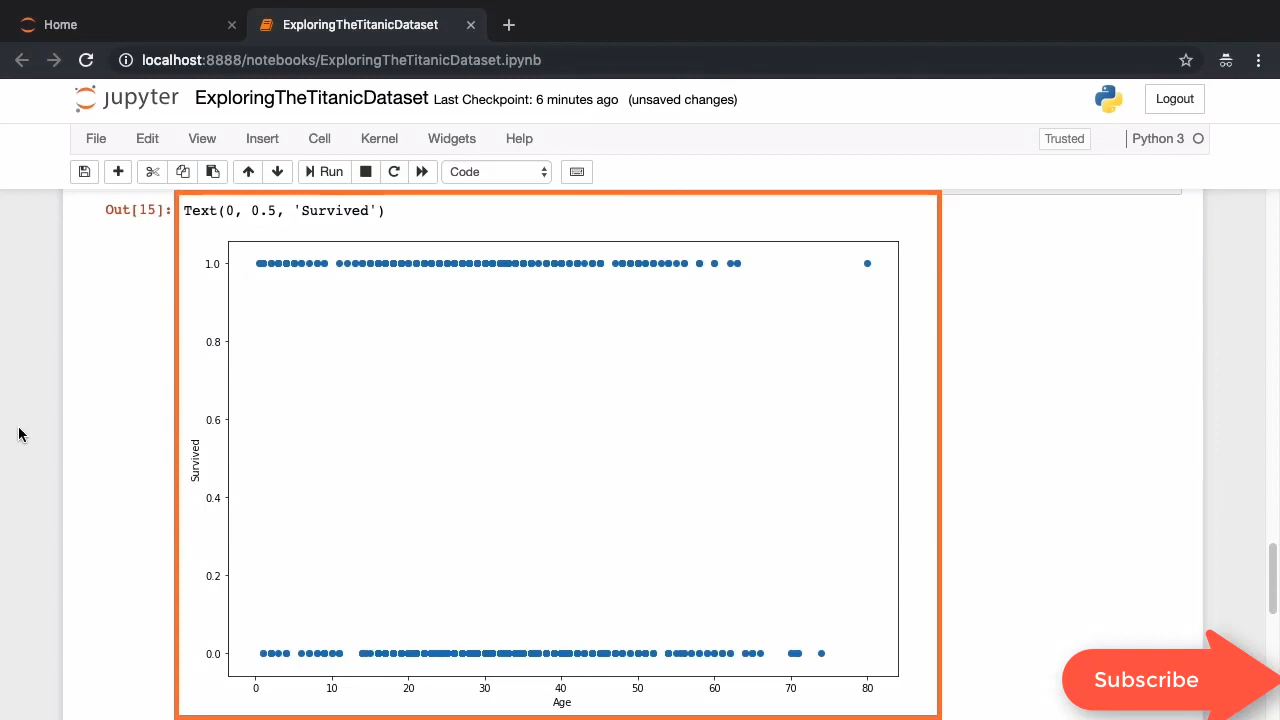 Home
ExploringTheTitanicDataset
localhost:8888/notebooks/ExploringTheTitanicDataset.ipynb
jupyter ExploringTheTitanicDataset Last Checkpoint: 6 minutes ago (unsaved changes)
Logout
File Edit View Insert Cell Kernel Widgets Help
Trusted Python 3
Run Code
Out[15]: Text(0, 0.5, 'Survived')
1.0
0.8
0.6
Survived
0.4
0.2
0.0
0 10 20 30 40 50 60 70 80
Age
Subscribe